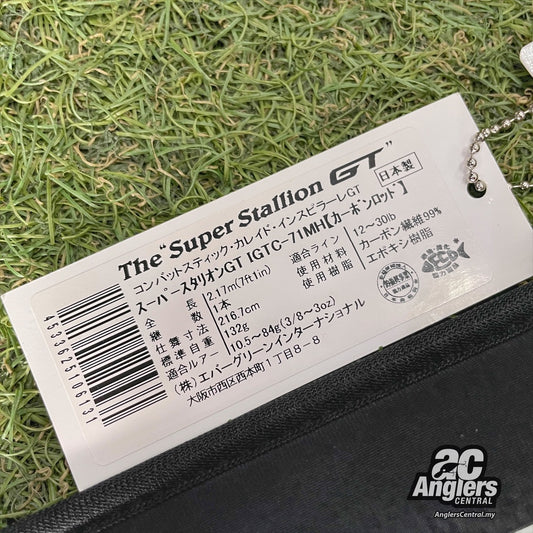 The "Super Stallion GT"
日本製
コンバットスティック・カレイド・インスピラーレGT
スーパースタリオンGT IGTC-71MH【カーボンロッド】
全長 2.17m(7ft.1in) 適合ライン 12～30lb
継数 1本 使用材料 カーボン繊維99%
仕舞寸法 216.7cm 使用樹脂 エポキシ樹脂
標準自重 132g
適合ルアー 10.5～84g(3/8～3oz)
(株)エバーグリーンインターナショナル
大阪市西区西本町1丁目8-8
453362506131
ac
Anglers
CENTRAL
AnglersCentral.my